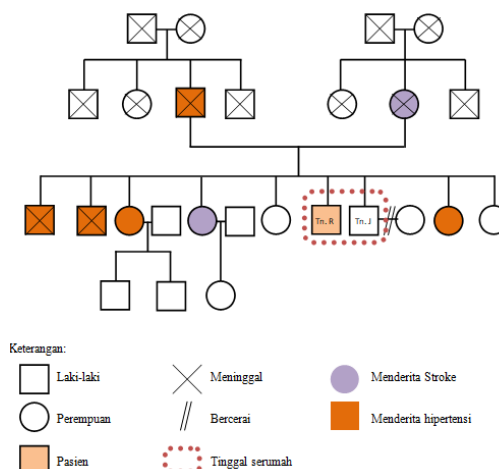 Tn. R
Tn. J
Keterangan:
Laki-laki
Meninggal
Menderita Stroke
Perempuan
Bercerai
Menderita hipertensi
Pasien
Tinggal serumah